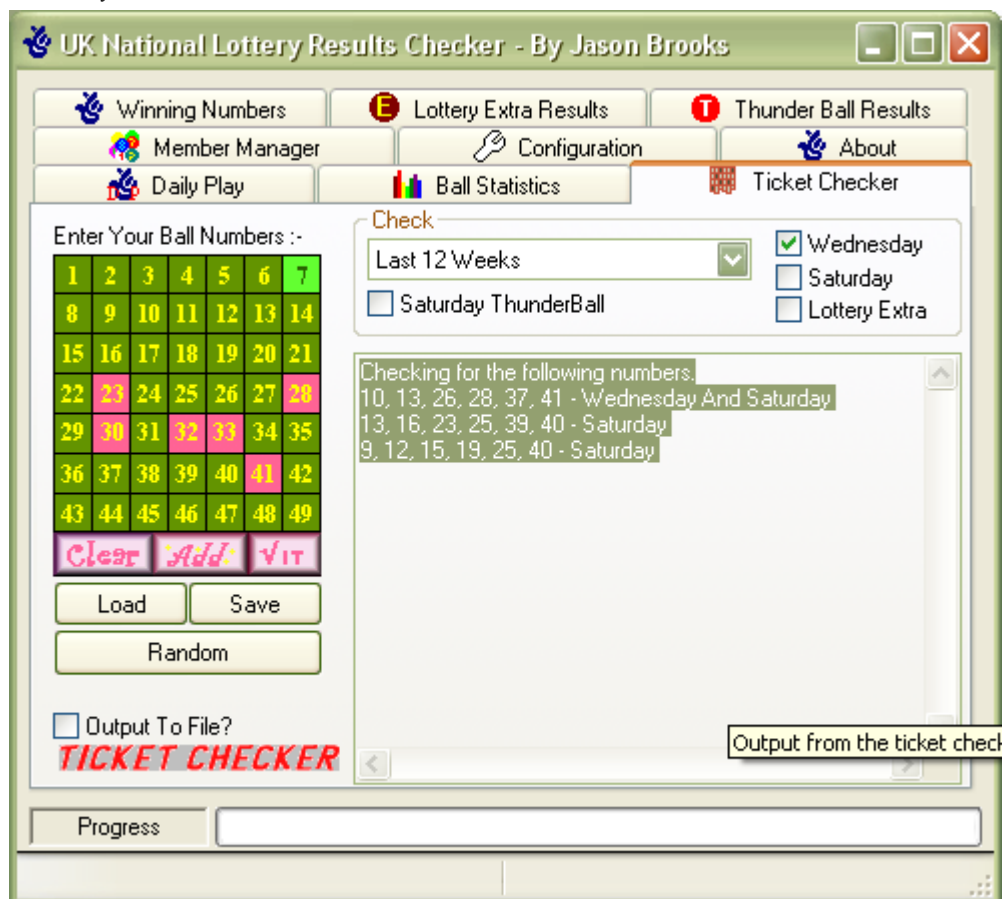 UK National Lottery Results Checker - By Jason Brooks
Winning Numbers
E
Lottery Extra Results
T
Thunder Ball Results
Member Manager
Configuration
About
Daily Play
Ball Statistics
Ticket Checker
Enter Your Ball Numbers :-
1 2 3 4 5 6 7
8 9 10 11 12 13 14
15 16 17 18 19 20 21
22 23 24 25 26 27 28
29 30 31 32 33 34 35
36 37 38 39 40 41 42
43 44 45 46 47 48 49
Clear Add √ IT
Load Save
Random
Output To File?
TICKET CHECKER
Check
Last 12 Weeks
Saturday ThunderBall
Wednesday
Saturday
Lottery Extra
Checking for the following numbers.
10, 13, 26, 28, 37, 41 - Wednesday And Saturday
13, 16, 23, 25, 39, 40 - Saturday
9, 12, 15, 19, 25, 40 - Saturday
Output from the ticket check
Progress